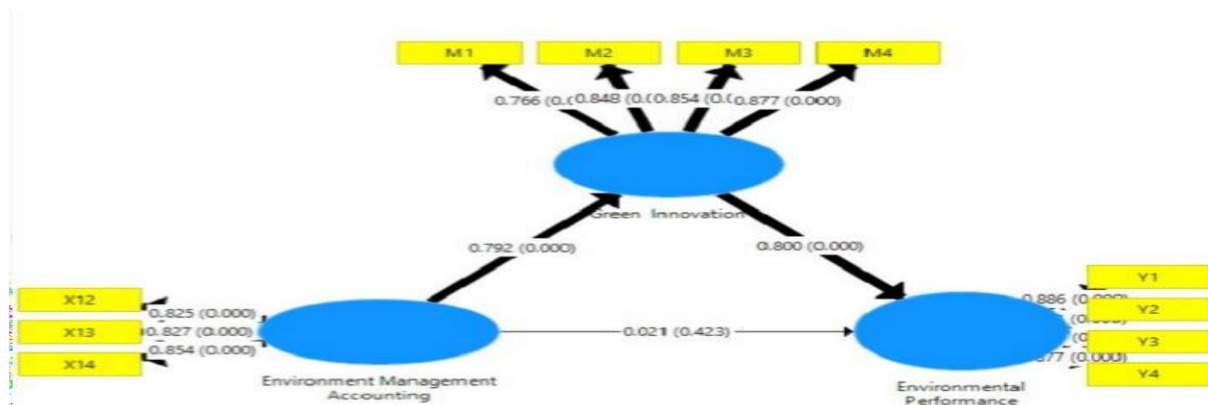 M1 M2 M3 M4
0.766 0.848 0.854 0.877 (0.000)
Green Innovation
0.792 (0.000) 0.800 (0.000)
X12 0.825 (0.000)
X13 0.827 (0.000)
X14 0.854 (0.000)
0.021 (0.423)
Y1
0.886
Y2
Y3
(0.000)
Y4
Environment Management
Accounting
Environmental
Performance